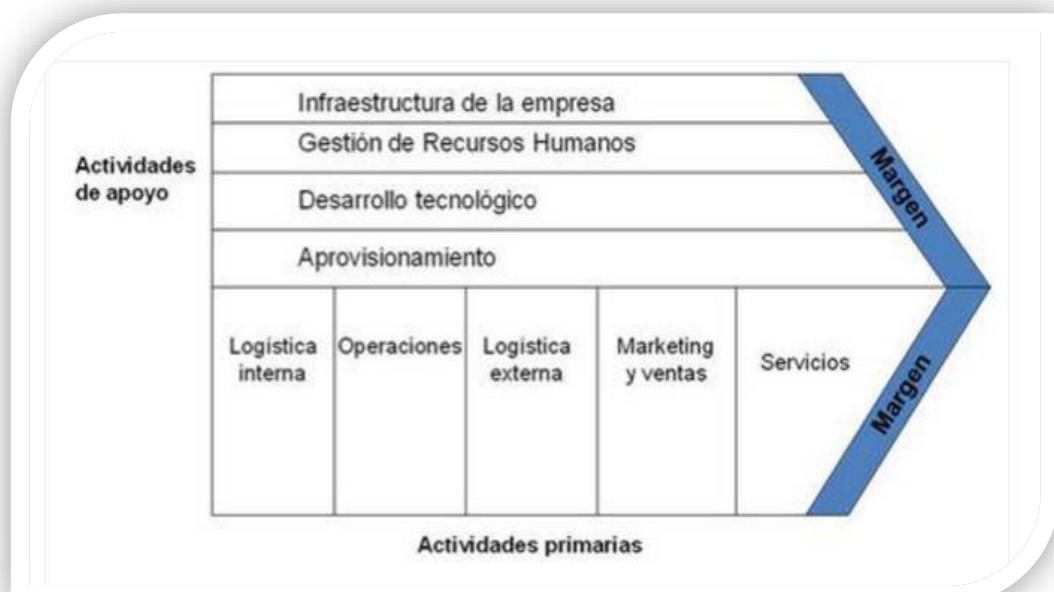 Infraestructura de la empresa
Gestión de Recursos Humanos
Actividades
de apoyo
Desarrollo tecnológico
Aprovisionamiento
Margen
Logística
interna
Operaciones
Logística
externa
Marketing
y ventas
Servicios
Margen
Actividades primarias